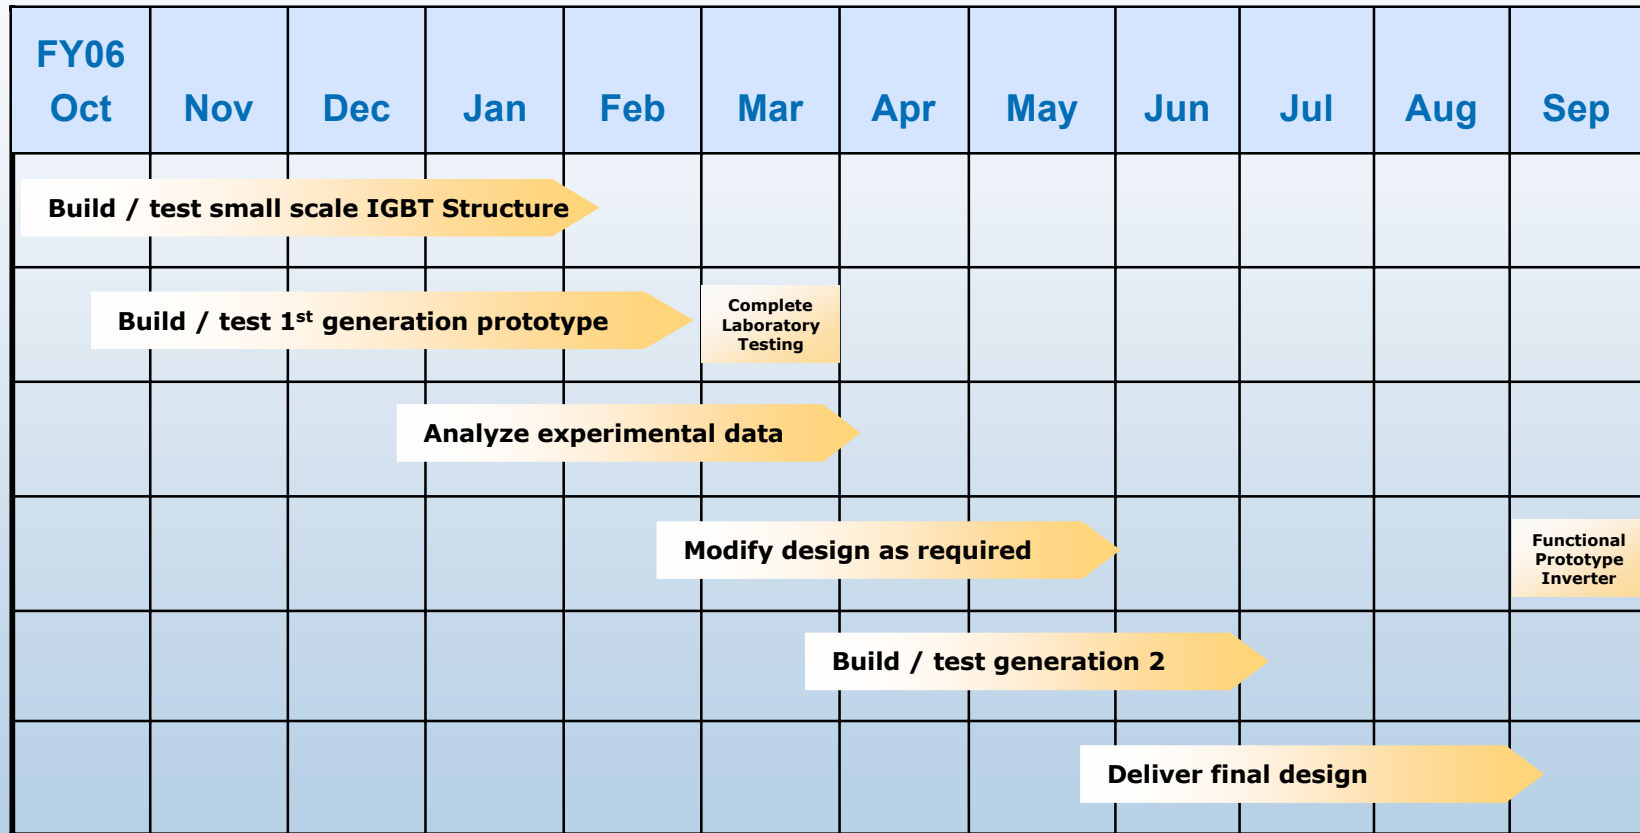 FY06
Oct Nov Dec Jan Feb Mar Apr May Jun Jul Aug Sep
Build / test small scale IGBT Structure
Build / test 1st generation prototype
Complete
Laboratory
Testing
Analyze experimental data
Modify design as required
Functional
Prototype
Inverter
Build / test generation 2
Deliver final design